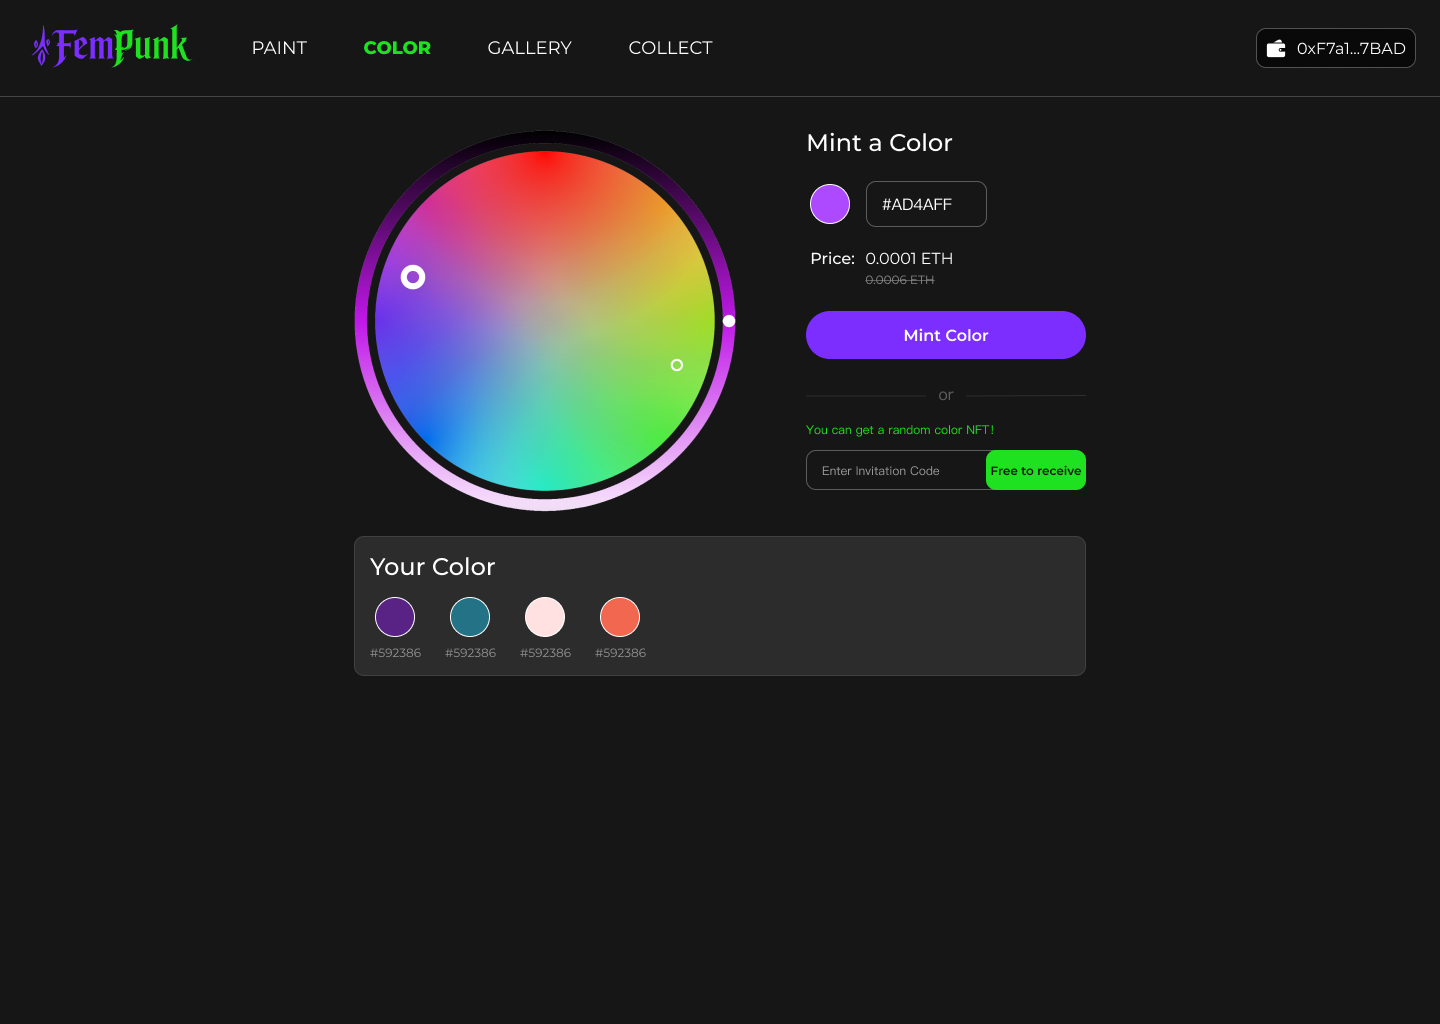 FemPunk
PAINT
COLOR
GALLERY
COLLECT
0xF7a1...7BAD
Mint a Color
#AD4AFF
Price: 0.0001 ETH
0.0006 ETH
Mint Color
or
You can get a random color NFT!
Enter Invitation Code
Free to receive
Your Color
#592386
#592386
#592386
#592386